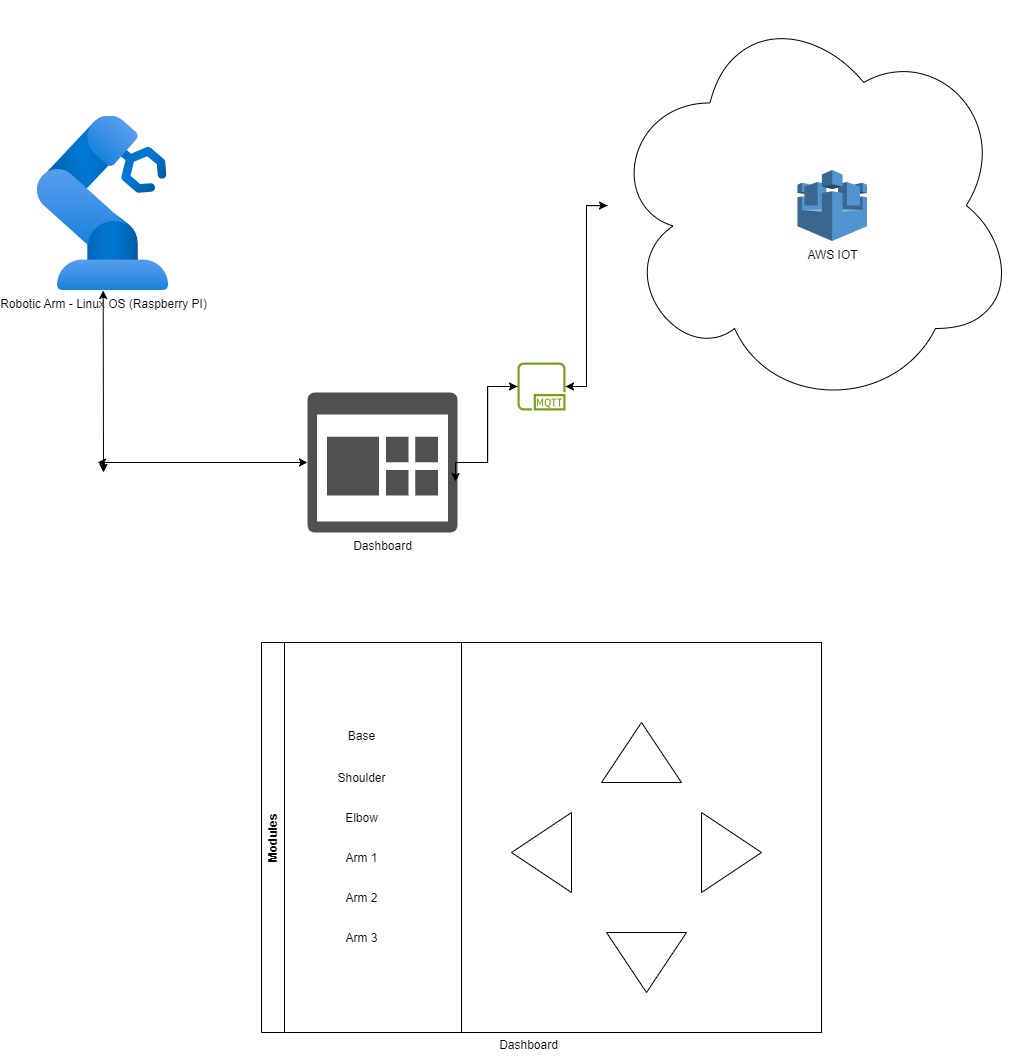 AWS IOT
Robotic Arm - Linux OS (Raspberry PI)
MQTT
Dashboard
Modules
Base
Shoulder
Elbow
Arm 1
Arm 2
Arm 3
Dashboard